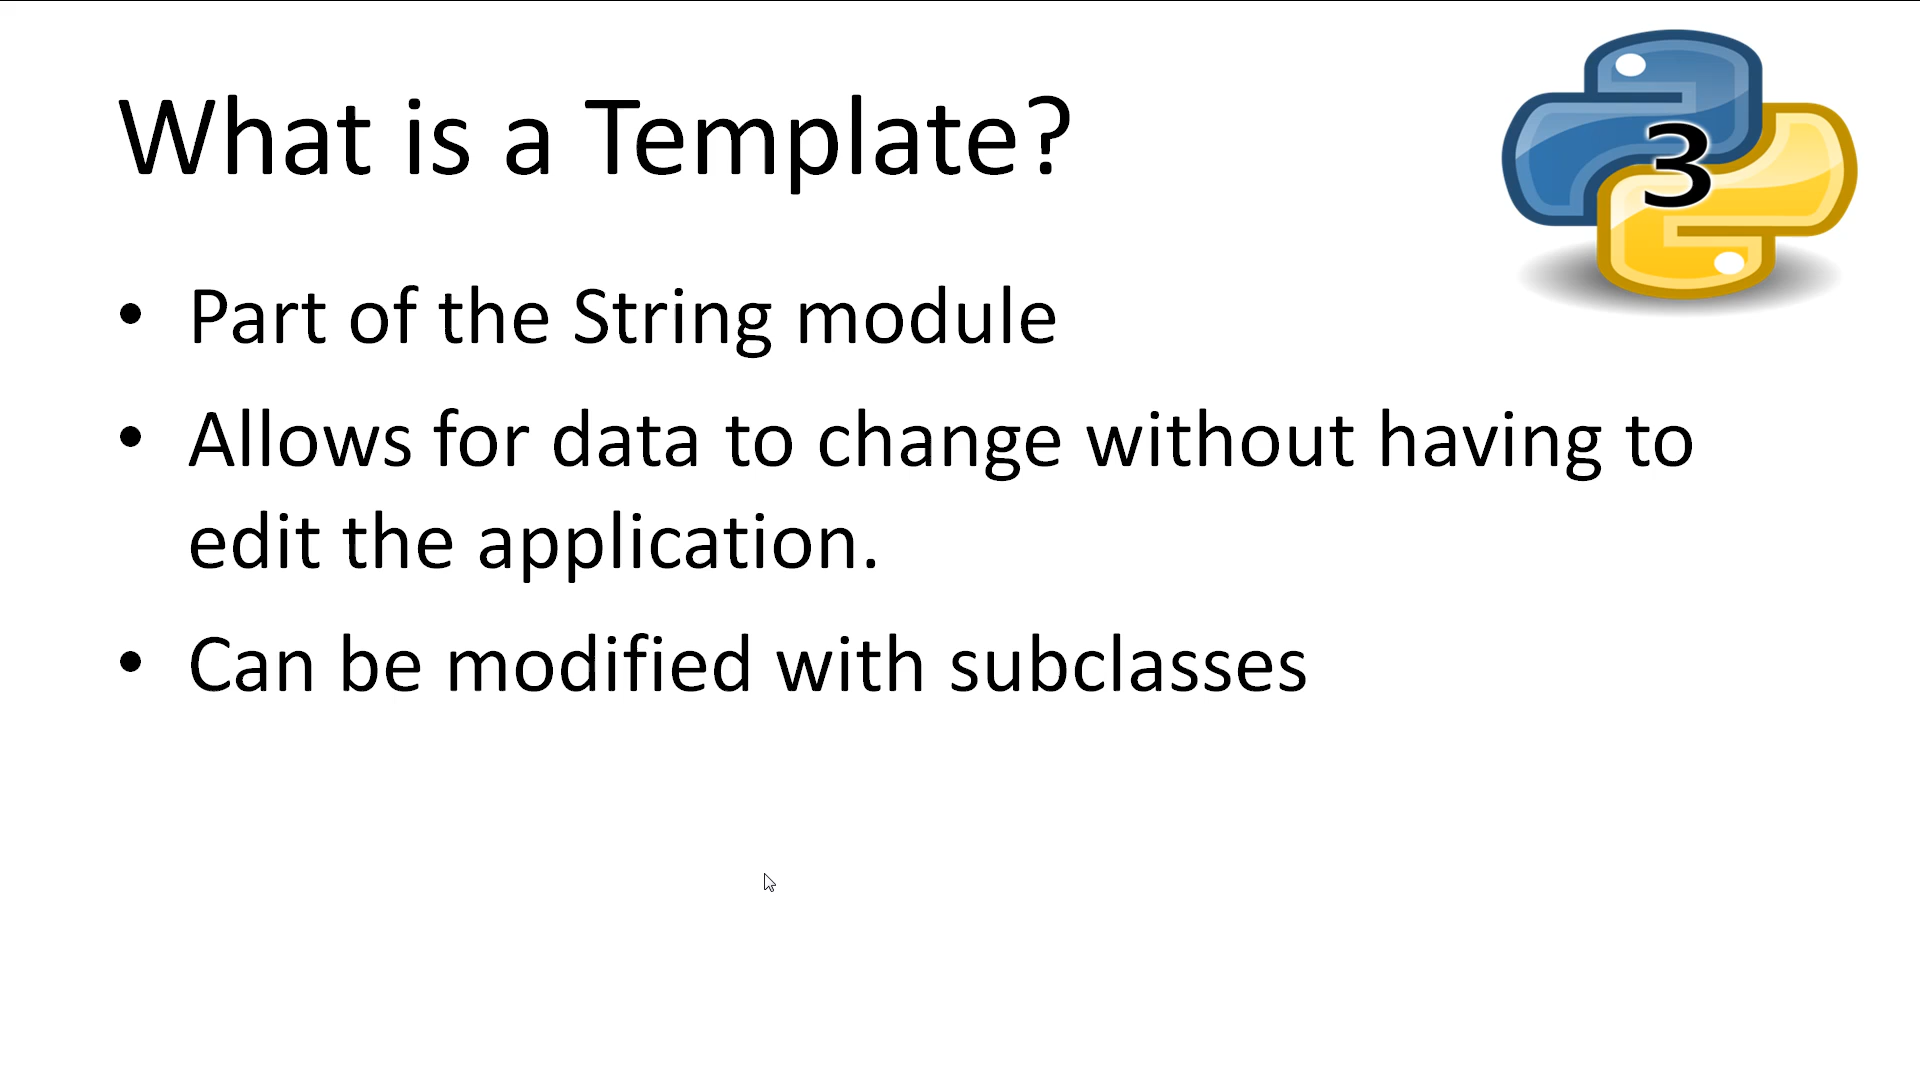 What is a Template?
3
• Part of the String module
• Allows for data to change without having to
edit the application.
• Can be modified with subclasses